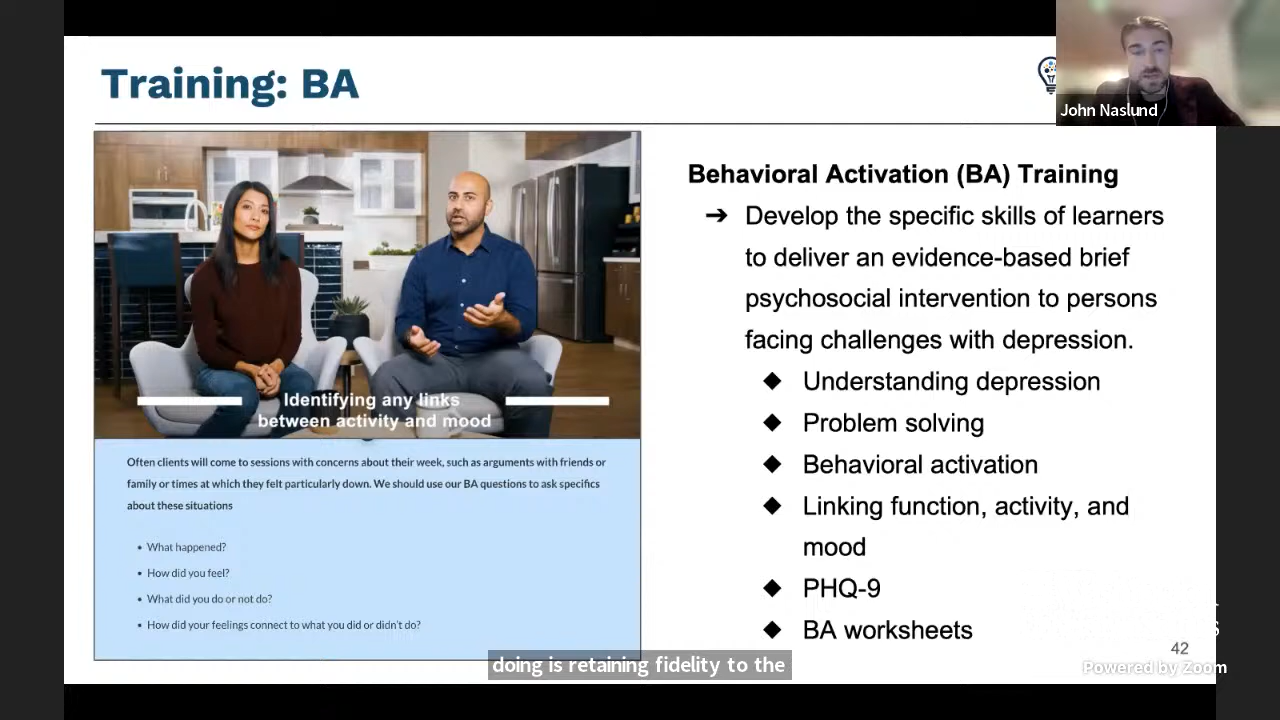 Training: BA
John Naslund
Identifying any links
between activity and mood
Often clients will come to sessions with concerns about their week, such as arguments with friends or
family or times at which they felt particularly down. We should use our BA questions to ask specifics
about these situations
• What happened?
• How did you feel?
• What did you do or not do?
• How did your feelings connect to what you did or didn't do?
Behavioral Activation (BA) Training
➔ Develop the specific skills of learners
to deliver an evidence-based brief
psychosocial intervention to persons
facing challenges with depression.
◆ Understanding depression
◆ Problem solving
◆ Behavioral activation
◆ Linking function, activity, and
mood
◆ PHQ-9
◆ BA worksheets
42
doing is retaining fidelity to the
Powered by Zoom